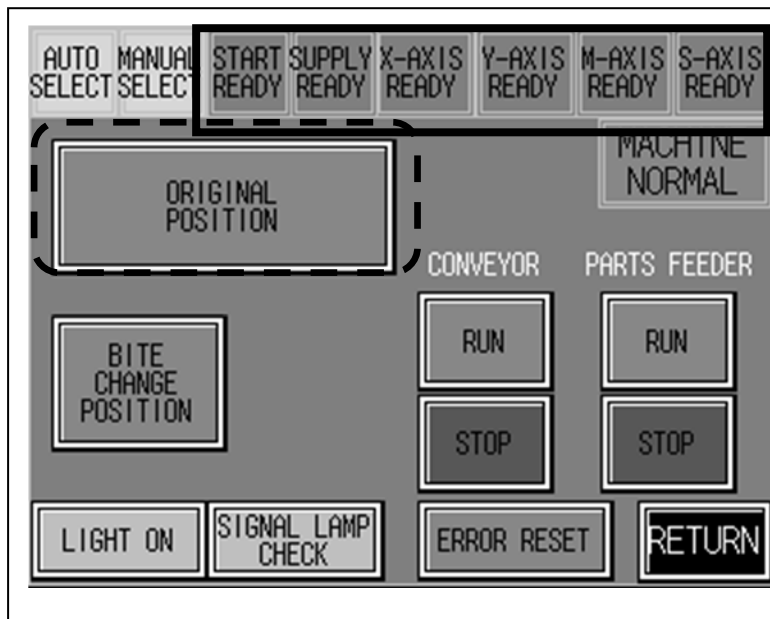 AUTO MANUAL START SUPPLY X-AXIS Y-AXIS M-AXIS S-AXIS
SELECT SELECT READY READY READY READY READY READY
MACHINE
NORMAL
ORIGINAL
POSITION
CONVEYOR PARTS FEEDER
RUN RUN
BITE
CHANGE
POSITION
STOP STOP
LIGHT ON
SIGNAL LAMP
CHECK
ERROR RESET
RETURN